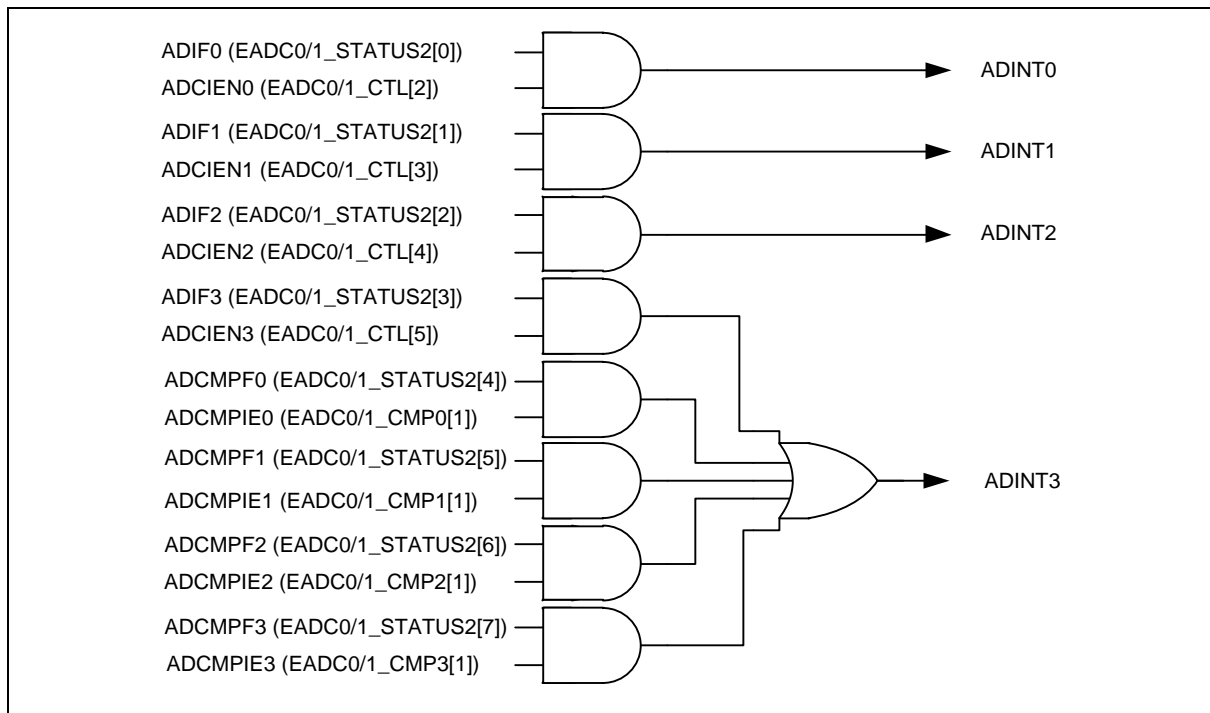 ADIF0 (EADC0/1_STATUS2[0])
ADCIEN0 (EADC0/1_CTL[2])
ADINT0
ADIF1 (EADC0/1_STATUS2[1])
ADCIEN1 (EADC0/1_CTL[3])
ADINT1
ADIF2 (EADC0/1_STATUS2[2])
ADCIEN2 (EADC0/1_CTL[4])
ADINT2
ADIF3 (EADC0/1_STATUS2[3])
ADCIEN3 (EADC0/1_CTL[5])
ADCMPF0 (EADC0/1_STATUS2[4])
ADCMPIE0 (EADC0/1_CMP0[1])
ADCMPF1 (EADC0/1_STATUS2[5])
ADCMPIE1 (EADC0/1_CMP1[1])
ADINT3
ADCMPF2 (EADC0/1_STATUS2[6])
ADCMPIE2 (EADC0/1_CMP2[1])
ADCMPF3 (EADC0/1_STATUS2[7])
ADCMPIE3 (EADC0/1_CMP3[1])